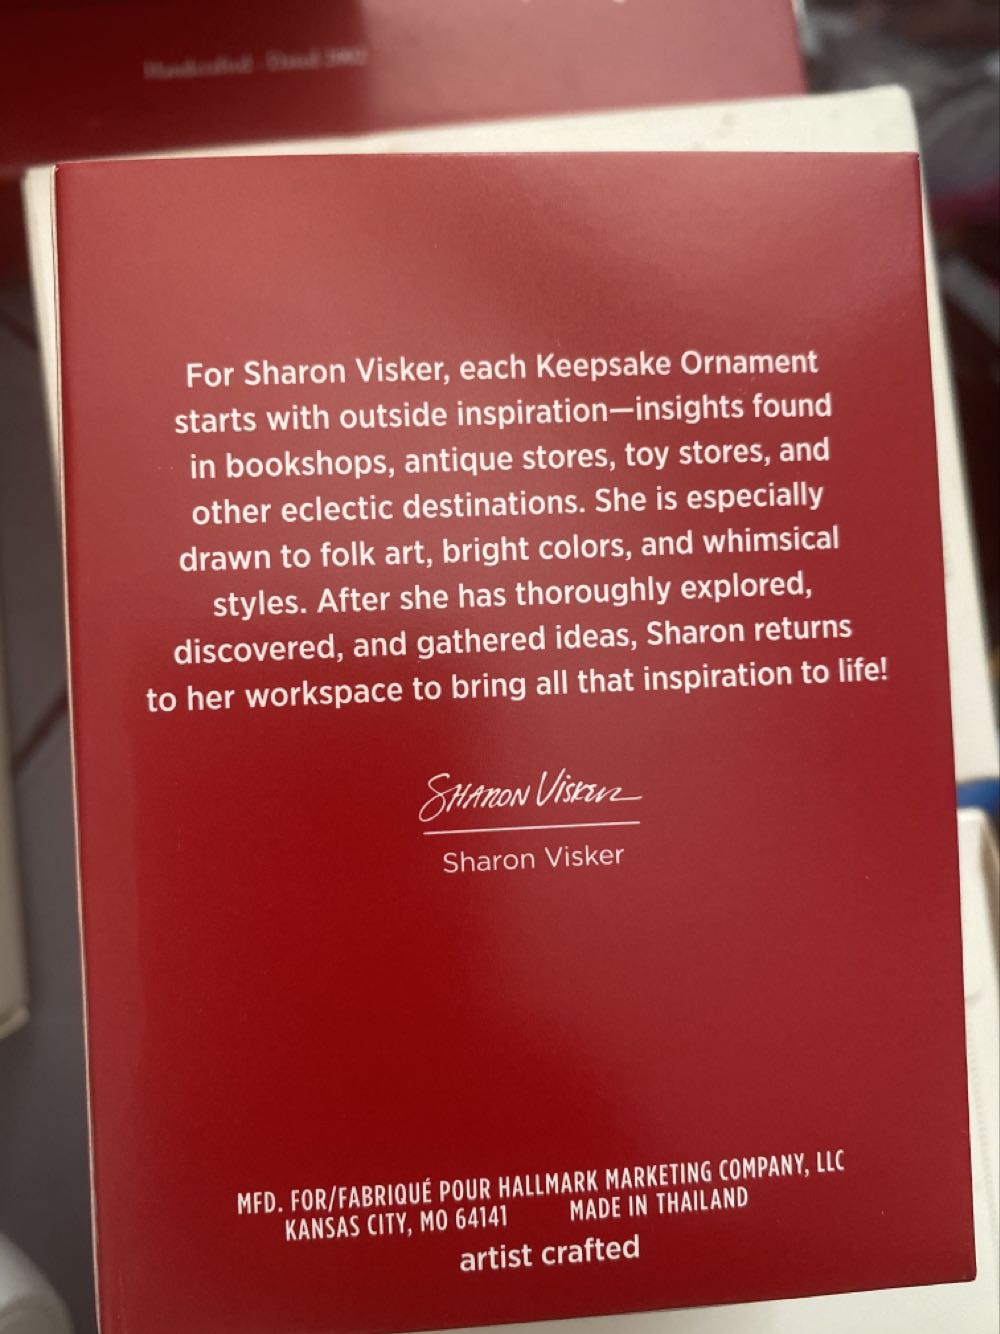 Handcrafted Dated 2002
For Sharon Visker, each Keepsake Ornament
starts with outside inspiration—insights found
in bookshops, antique stores, toy stores, and
other eclectic destinations. She is especially
drawn to folk art, bright colors, and whimsical
styles. After she has thoroughly explored,
discovered, and gathered ideas, Sharon returns
to her workspace to bring all that inspiration to life!
SHARON VISKER
Sharon Visker
MFD. FOR/FABRIQUÉ POUR HALLMARK MARKETING COMPANY, LLC
KANSAS CITY, MO 64141 MADE IN THAILAND
artist crafted